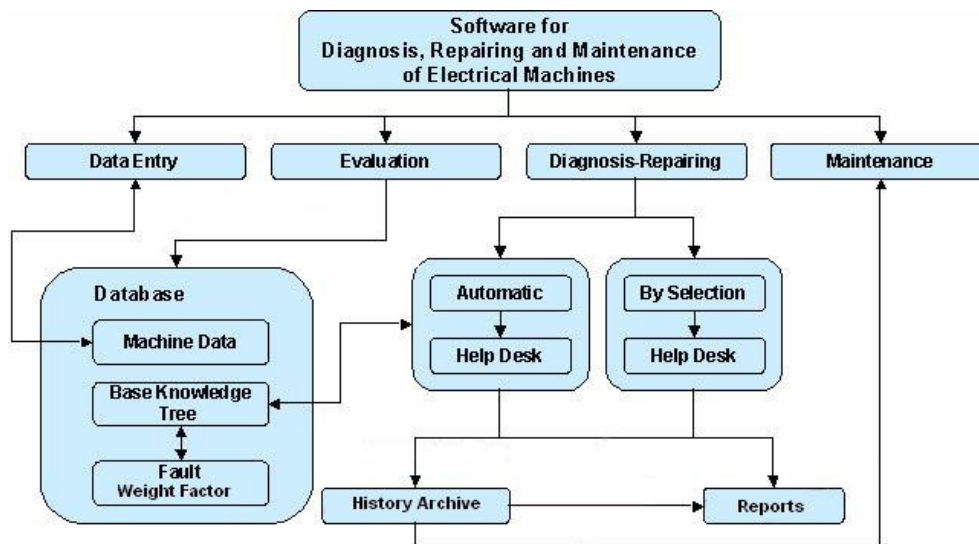 Software for
Diagnosis, Repairing and Maintenance
of Electrical Machines
Data Entry
Evaluation
Diagnosis-Repairing
Maintenance
Database
Machine Data
Base Knowledge
Tree
Fault
Weight Factor
Automatic
Help Desk
By Selection
Help Desk
History Archive
Reports